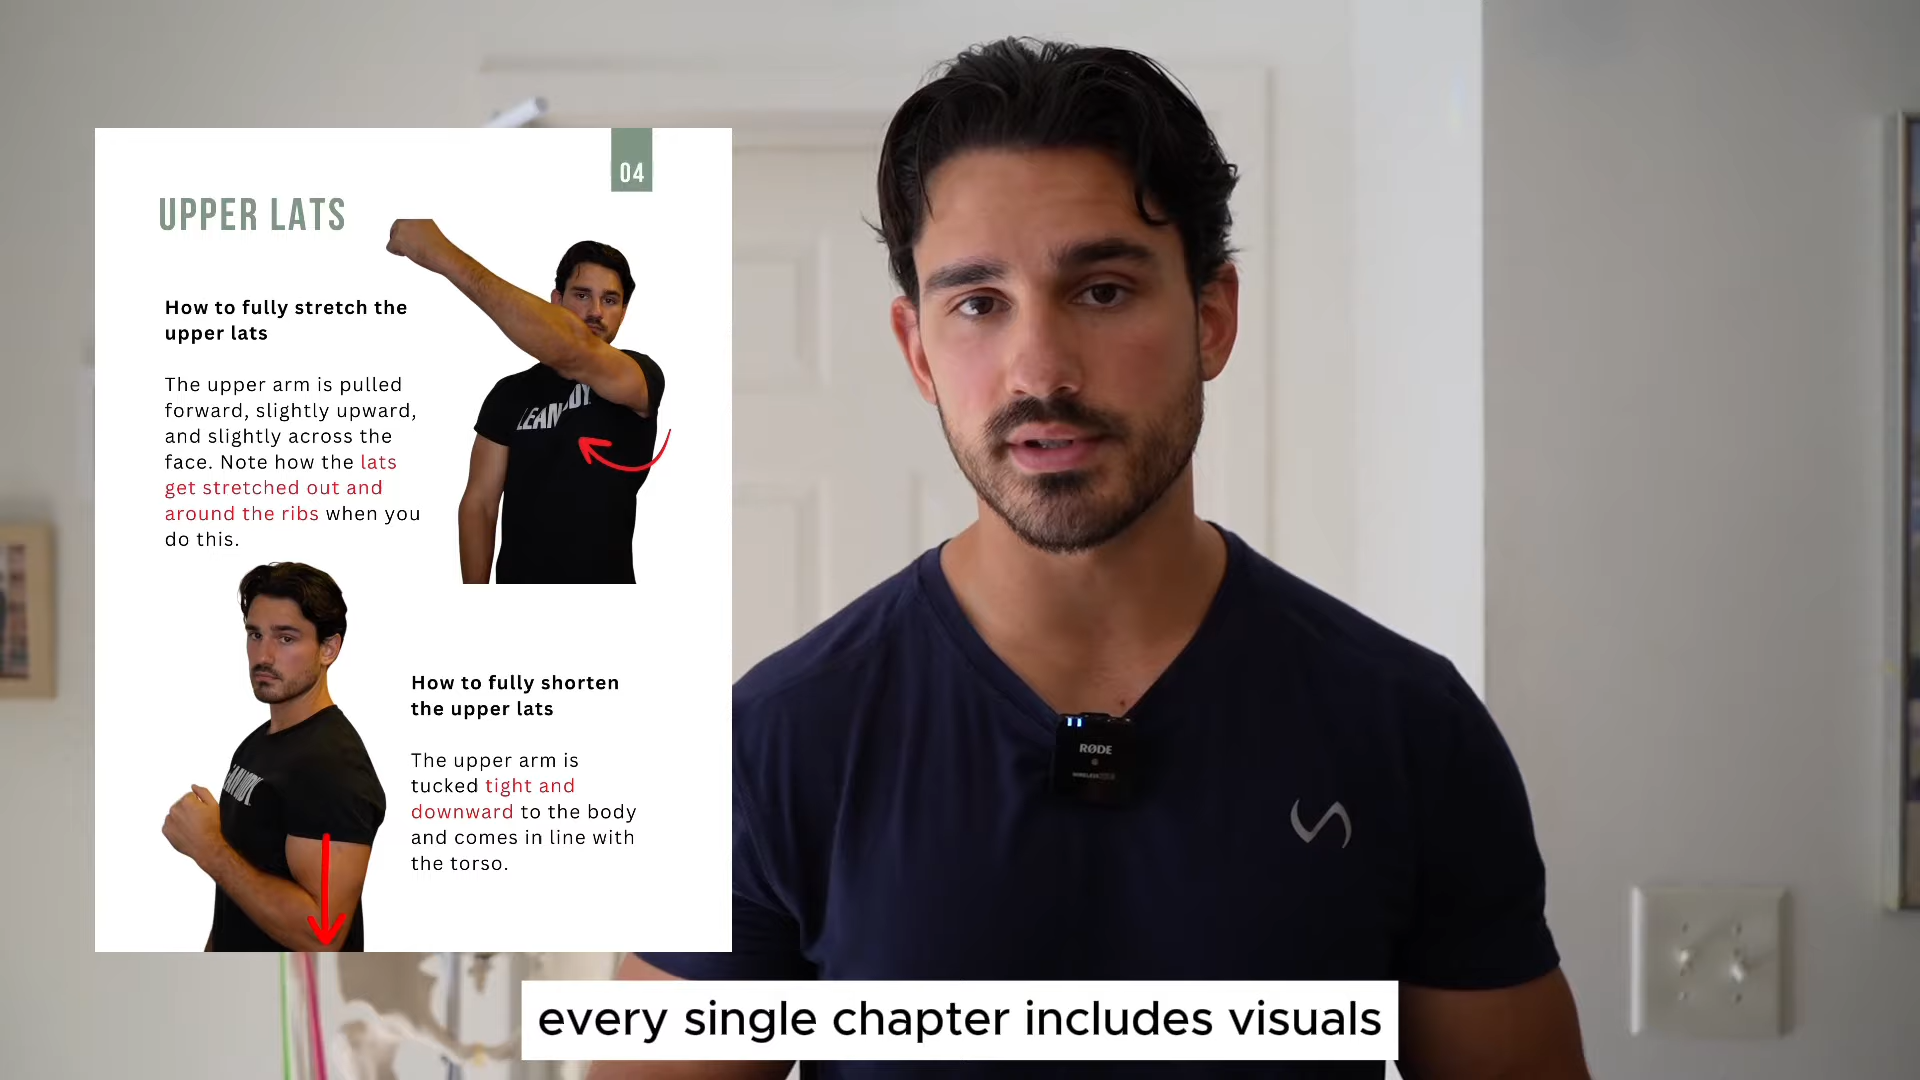 04
UPPER LATS
How to fully stretch the
upper lats
The upper arm is pulled
forward, slightly upward,
and slightly across the
face. Note how the lats
get stretched out and
around the ribs when you
do this.
How to fully shorten
the upper lats
The upper arm is
tucked tight and
downward to the body
and comes in line with
the torso.
RØDE
every single chapter includes visuals